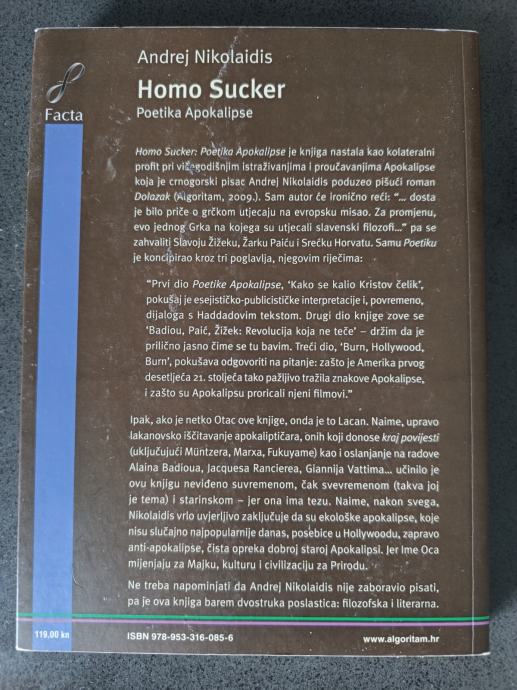 Andrej Nikolaidis
Homo Sucker
Poetika Apokalipse
Facta
Homo Sucker: Poetika Apokalipse je knjiga nastala kao kolateralni
profit pri višegodišnjim istraživanjima i proučavanjima Apokalipse
koja je crnogorski pisac Andrej Nikolaidis poduzeo pišući roman
Dolazak (Algoritam, 2009.). Sam autor će ironično reći: “... dosta
je bilo priče o grčkom utjecaju na evropsku misao. Za promjenu,
evo jednog Grka na kojega su utjecali slavenski filozofi...” pa se
zahvaliti Slavoju Žižeku, Žarku Paiću i Srećku Horvatu. Samu Poetiku
je koncipirao kroz tri poglavlja, njegovim riječima:
“Prvi dio Poetike Apokalipse, ‘Kako se kalio Kristov čelik’,
pokušaj je esejističko-publicističke interpretacije i, povremeno,
dijaloga s Haddadovim tekstom. Drugi dio knjige zove se
‘Badiou, Paić, Žižek: Revolucija koja ne teče’ – držim da je
prilično jasno čime se tu bavim. Treći dio, ‘Burn, Hollywood,
Burn’, pokušava odgovoriti na pitanje: zašto je Amerika prvog
desetljeća 21. stoljeća tako pažljivo tražila znakove Apokalipse,
i zašto su Apokalipsu proricali njeni filmovi.”
Ipak, ako je netko Otac ove knjige, onda je to Lacan. Naime, upravo
lakanovsko iščitavanje apokaliptičara, onih koji donose kraj povijesti
(uključujući Müntzera, Marxa, Fukuyame) kao i oslanjanje na radove
Alaina Badioua, Jacquesa Rancierea, Giannija Vattima... učinilo je
ovu knjigu neviđeno suvremenom, čak svevremenom (takva joj
je tema) i starinskom – jer ona ima tezu. Naime, nakon svega,
Nikolaidis vrlo uvjerljivo zaključuje da su ekološke apokalipse, koje
nisu slučajno najpopularnije danas, posebice u Hollywoodu, zapravo
anti-apokalipse, čista opreka dobroj staroj Apokalipsi. Jer Ime Oca
mijenjaju za Majku, kulturu i civilizaciju za Prirodu.
Ne treba napominjati da Andrej Nikolaidis nije zaboravio pisati,
pa je ova knjiga barem dvostruka poslastica: filozofska i literarna.
119,00 kn
ISBN 978-953-316-085-6
www.algoritam.hr